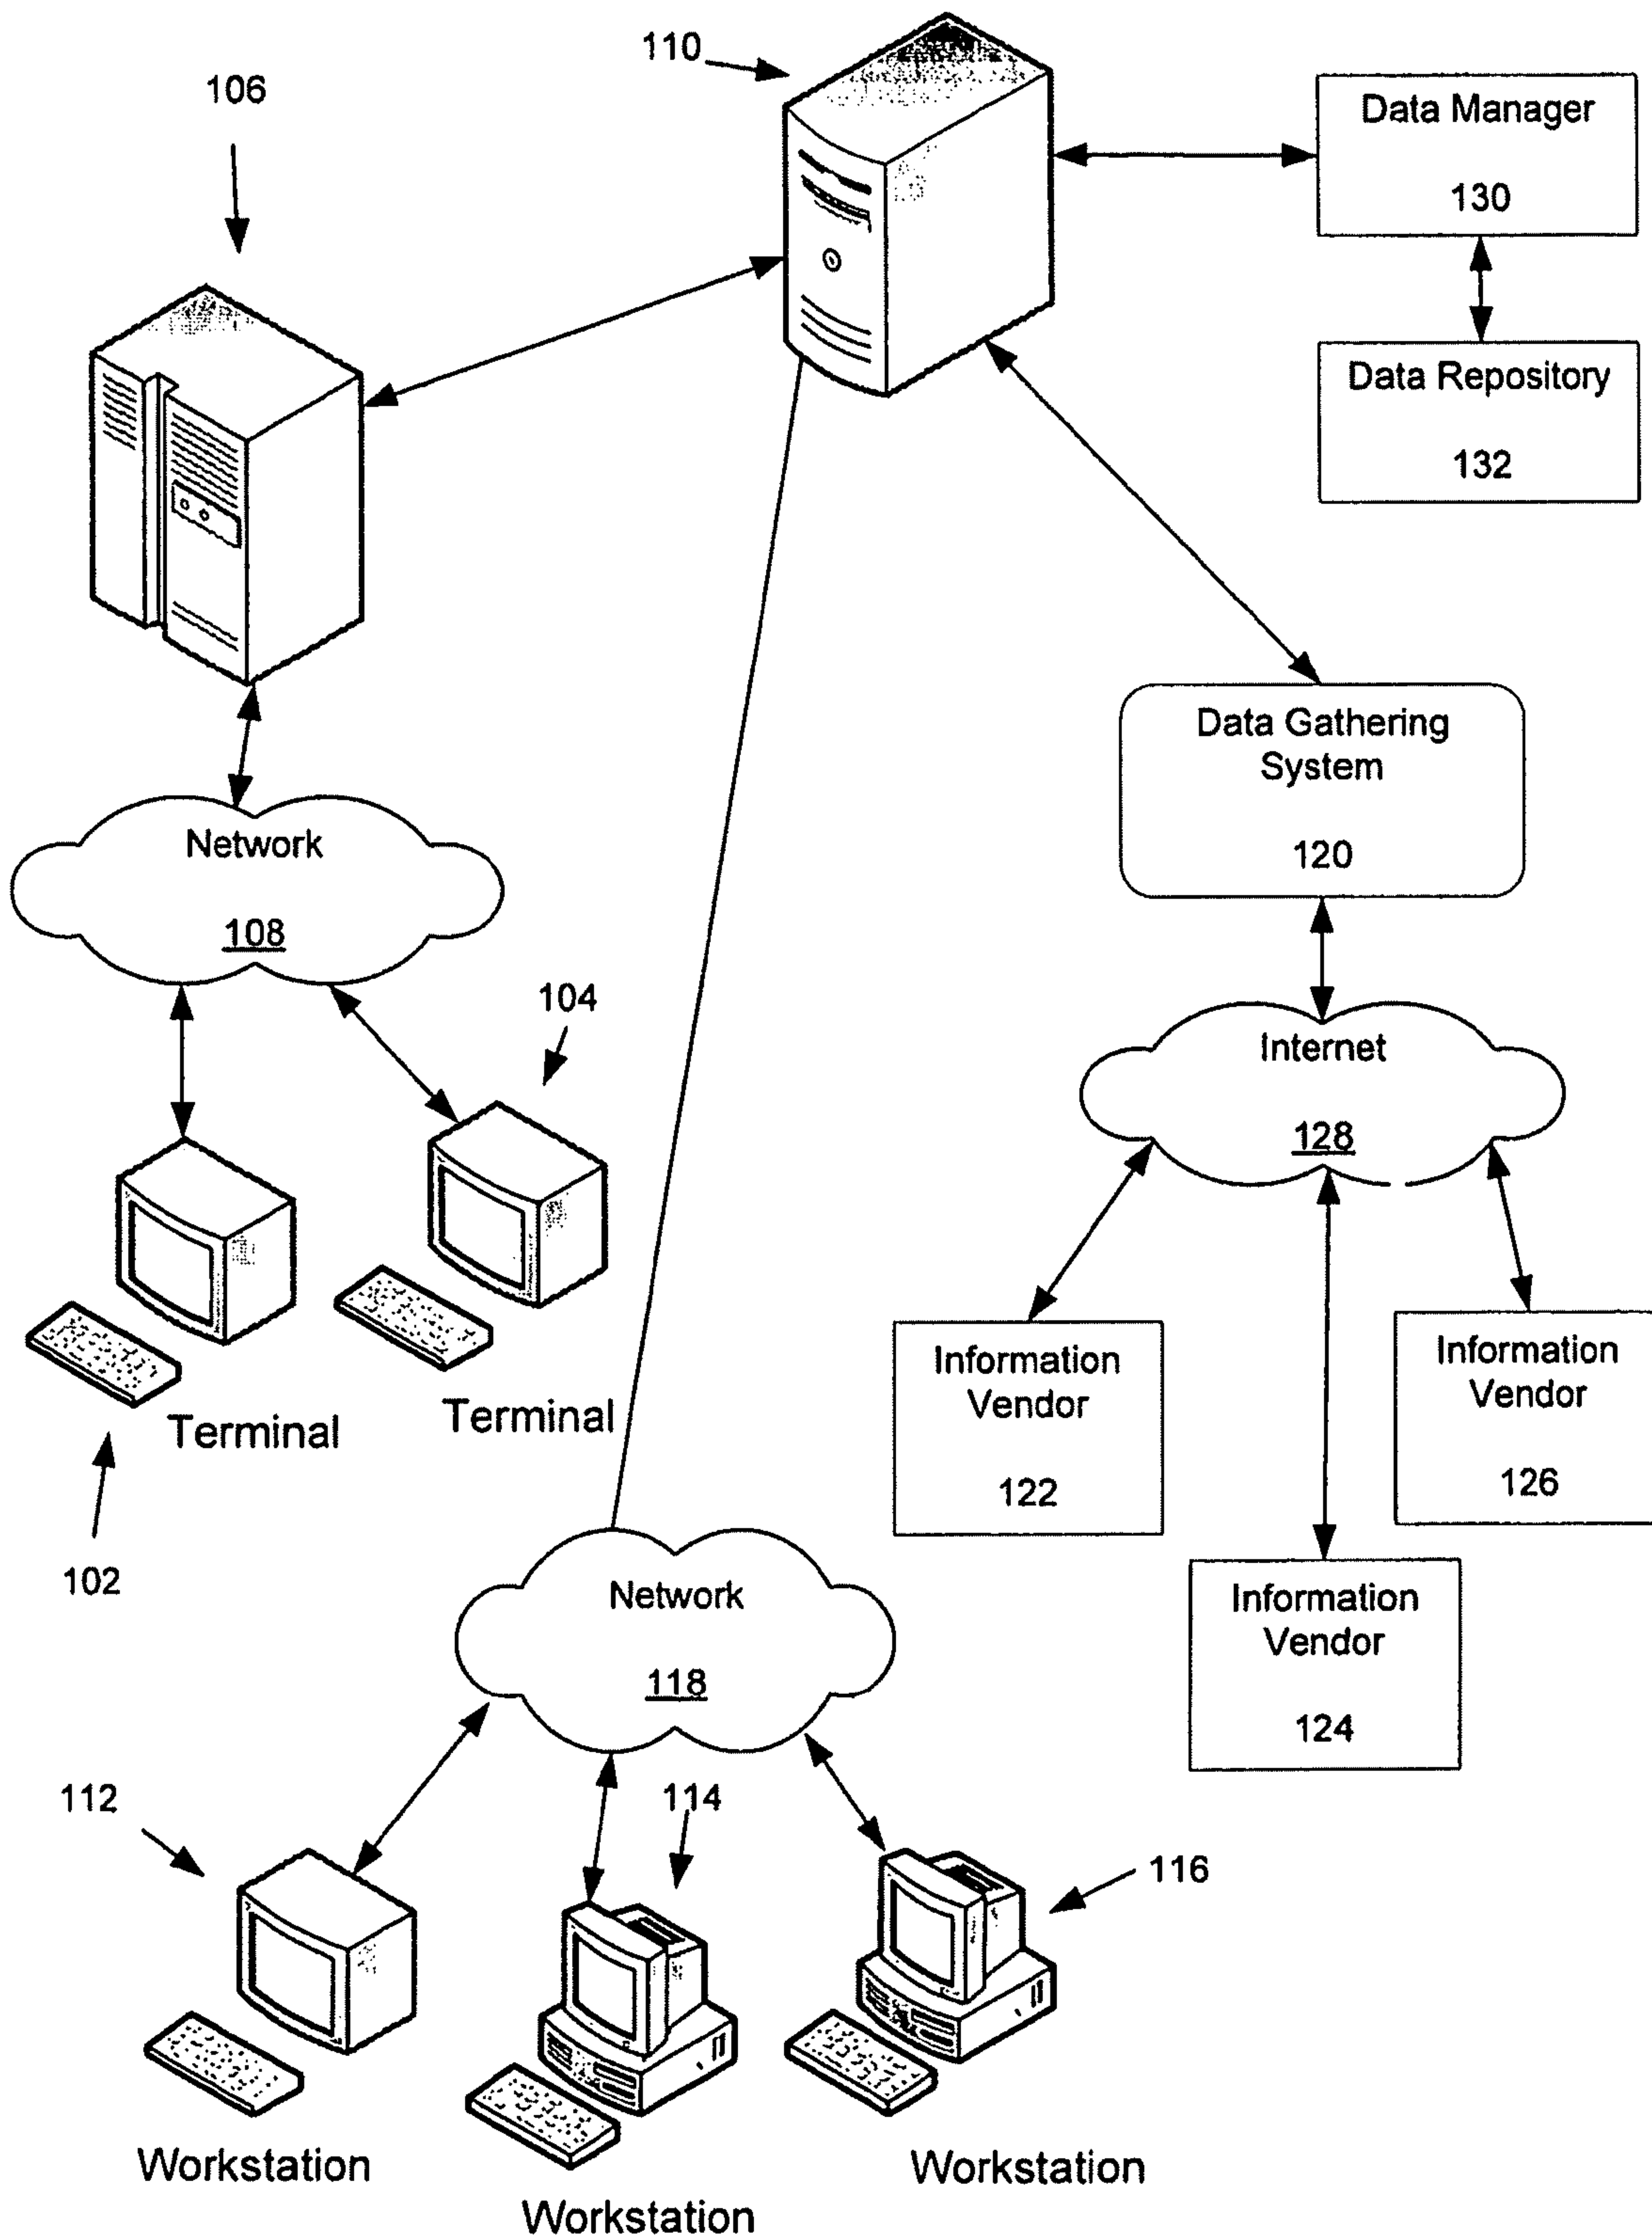 110
106
Data Manager
130
Data Repository
132
Data Gathering
System
120
Network
108
104
Internet
128
Terminal
Terminal
102
Information
Vendor
122
Information
Vendor
126
Information
Vendor
124
Network
118
112
114
116
Workstation
Workstation
Workstation